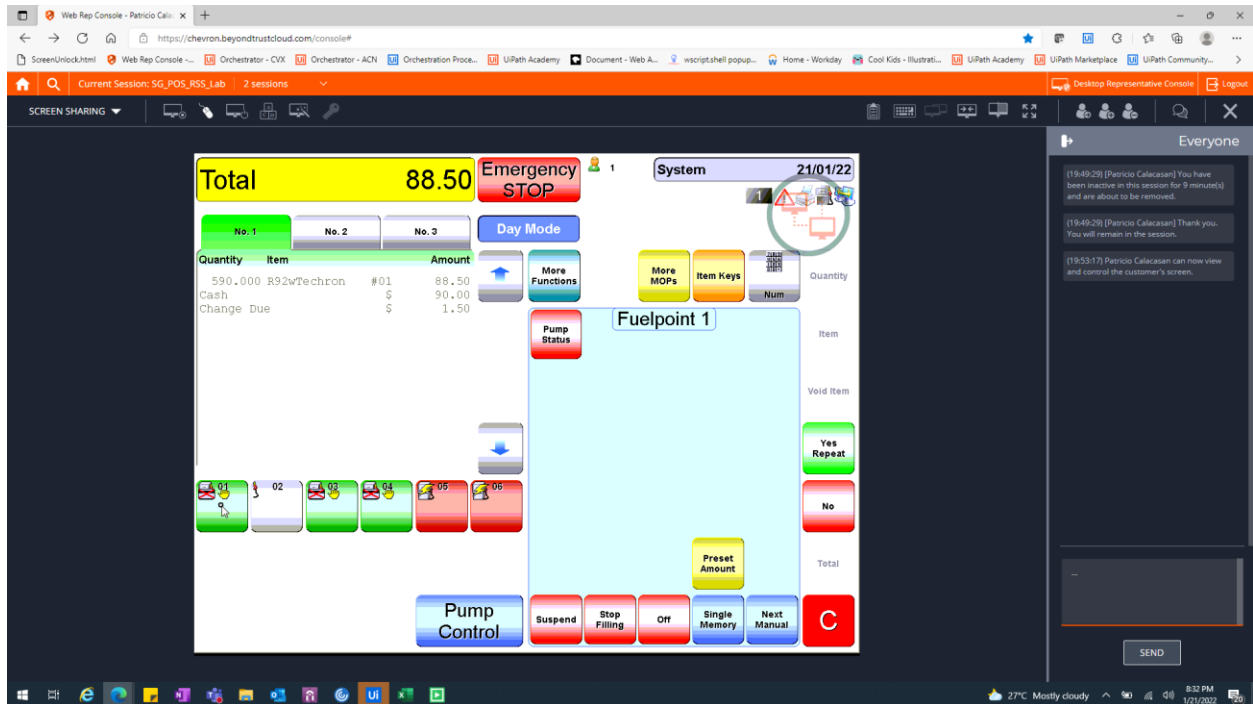 Web Rep Console - Patricio Cala
https://chevron.beyondtrustcloud.com/console#
ScreenUnlock.html
Web Rep Console -...
Orchestrator - CVX
Orchestrator - ACN
Orchestration Proce...
UiPath Academy
Document - Web A...
wscript.shell popup...
Home - Workday
Cool Kids - Illustrati...
UiPath Academy
UiPath Marketplace
UiPath Community...
Current Session: SG_POS_RSS_Lab
2 sessions
Desktop Representative Console
Logout
SCREEN SHARING
Everyone
(19:49:29) [Patricio Calacasan] You have
been inactive in this session for 9 minute(s)
and are about to be removed.
(19:49:29) [Patricio Calacasan] Thank you.
You will remain in the session.
(19:53:17) Patricio Calacasan can now view
and control the customer's screen.
SEND
Total 88.50
Emergency
STOP
1
System 21/01/22
1
No. 1
No. 2
No. 3
Day Mode
Quantity Item Amount
590.000 R92wTechron #01 88.50
Cash $ 90.00
Change Due $ 1.50
More
Functions
More
MOPs
Item Keys
Num
Quantity
Pump
Status
Fuelpoint 1
Item
Void Item
Yes
Repeat
No
Total
01
02
03
04
05
06
Preset
Amount
Pump
Control
Suspend
Stop
Filling
Off
Single
Memory
Next
Manual
C
27°C Mostly cloudy
8:32 PM
1/21/2022
20